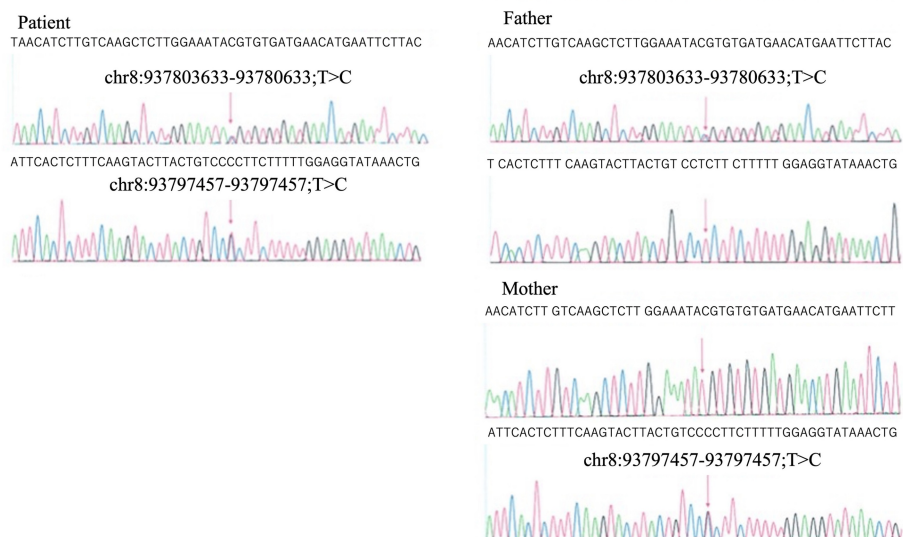 Patient
TAACATCTTGTCAAGCTCTTGGAAATACGTGTGATGAACATGAATTCTTAC
chr8:937803633-93780633;T>C
ATTCACTCTTTCAAGTACTTACTGTCCCCTTCTTTTTGGAGGTATAAACTG
chr8:93797457-93797457;T>C
Father
AACATCTTGTCAAGCTCTTGGAAATACGTGTGATGAACATGAATTCTTAC
chr8:937803633-93780633;T>C
T CACTCTTT CAAGTACTTACTGT CCTCTT CTTTTT GGAGGTATAAACTG
Mother
AACATCTT GTCAAGCTCTT GGAAATACGTGTGTGATGAACATGAATTCTT
ATTCACTCTTTCAAGTACTTACTGTCCCCTTCTTTTTGGAGGTATAAACTG
chr8:93797457-93797457;T>C